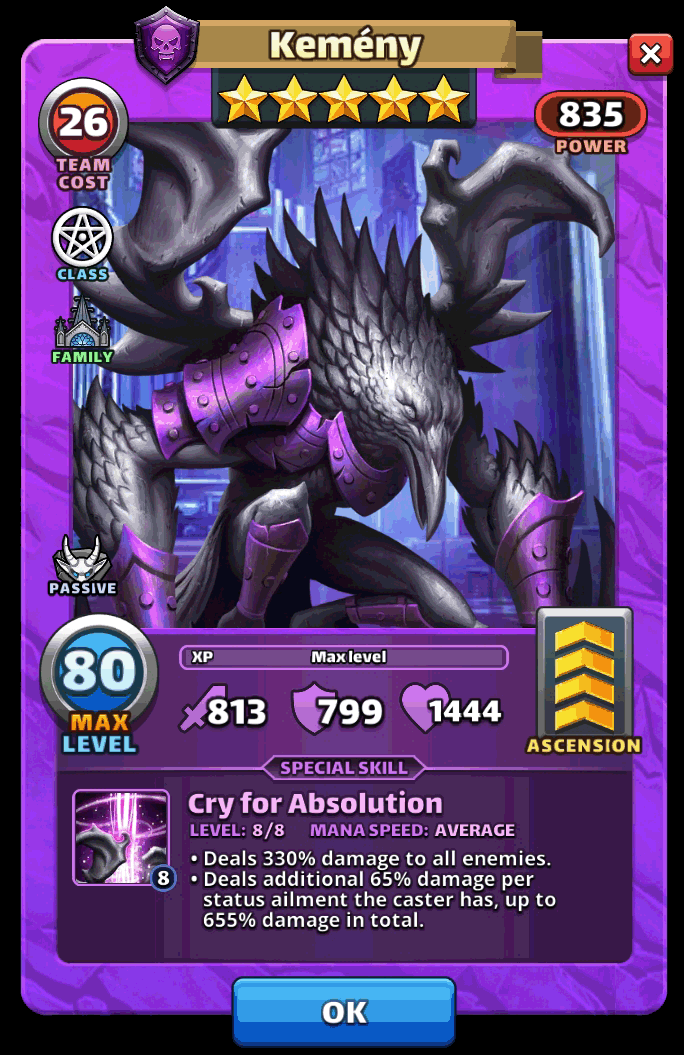 Kemény
26
TEAM
COST
835
POWER
CLASS
FAMILY
PASSIVE
80
MAX
LEVEL
XP Max level
813 799 1444
ASCENSION
SPECIAL SKILL
Cry for Absolution
LEVEL: 8/8 MANA SPEED: AVERAGE
8
• Deals 330% damage to all enemies.
• Deals additional 65% damage per
status ailment the caster has, up to
655% damage in total.
OK